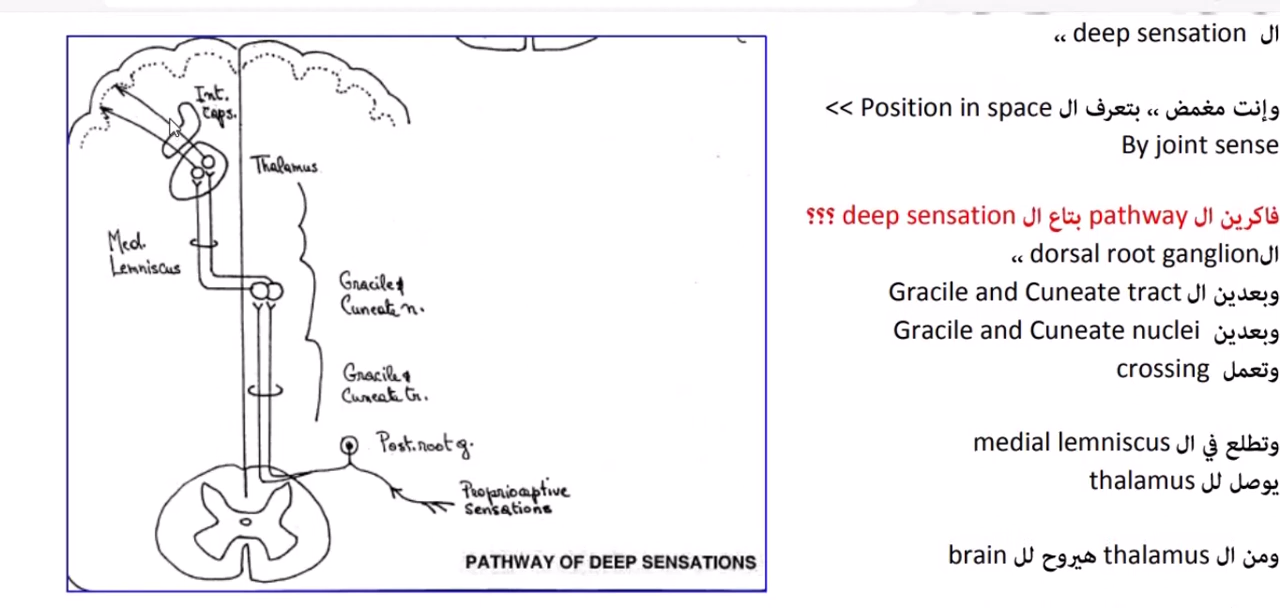 ال deep sensation ،،
وإنت مغمض ،، بتعرف ال Position in space >>
By joint sense
فاكرين ال pathway بتاع ال deep sensation ؟؟؟
الdorsal root ganglion ،،
وبعدين ال Gracile and Cuneate tract
وبعدين Gracile and Cuneate nuclei
وتعمل crossing
وتطلع في ال medial lemniscus
يوصل لل thalamus
ومن ال thalamus هيروح لل brain
Int.
Caps.
Thalamus
Med.
Lemniscus
Gracile &
Cuneate n.
Gracile &
Cuneate tr.
Post. root g.
Proprioceptive
Sensations
PATHWAY OF DEEP SENSATIONS